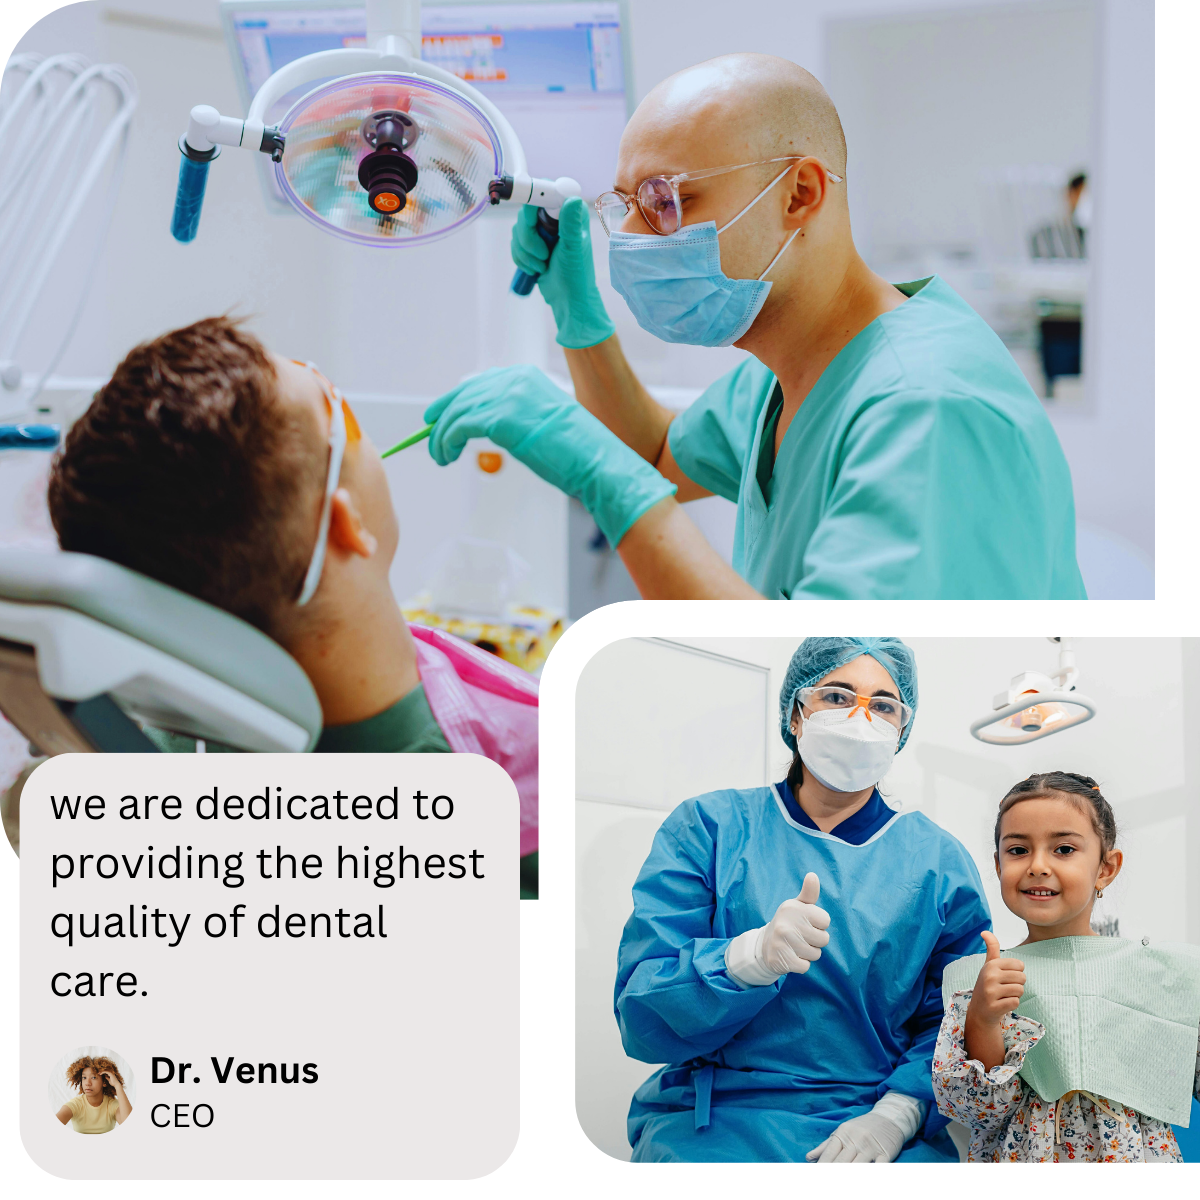 we are dedicated to
providing the highest
quality of dental
care.
Dr. Venus
CEO